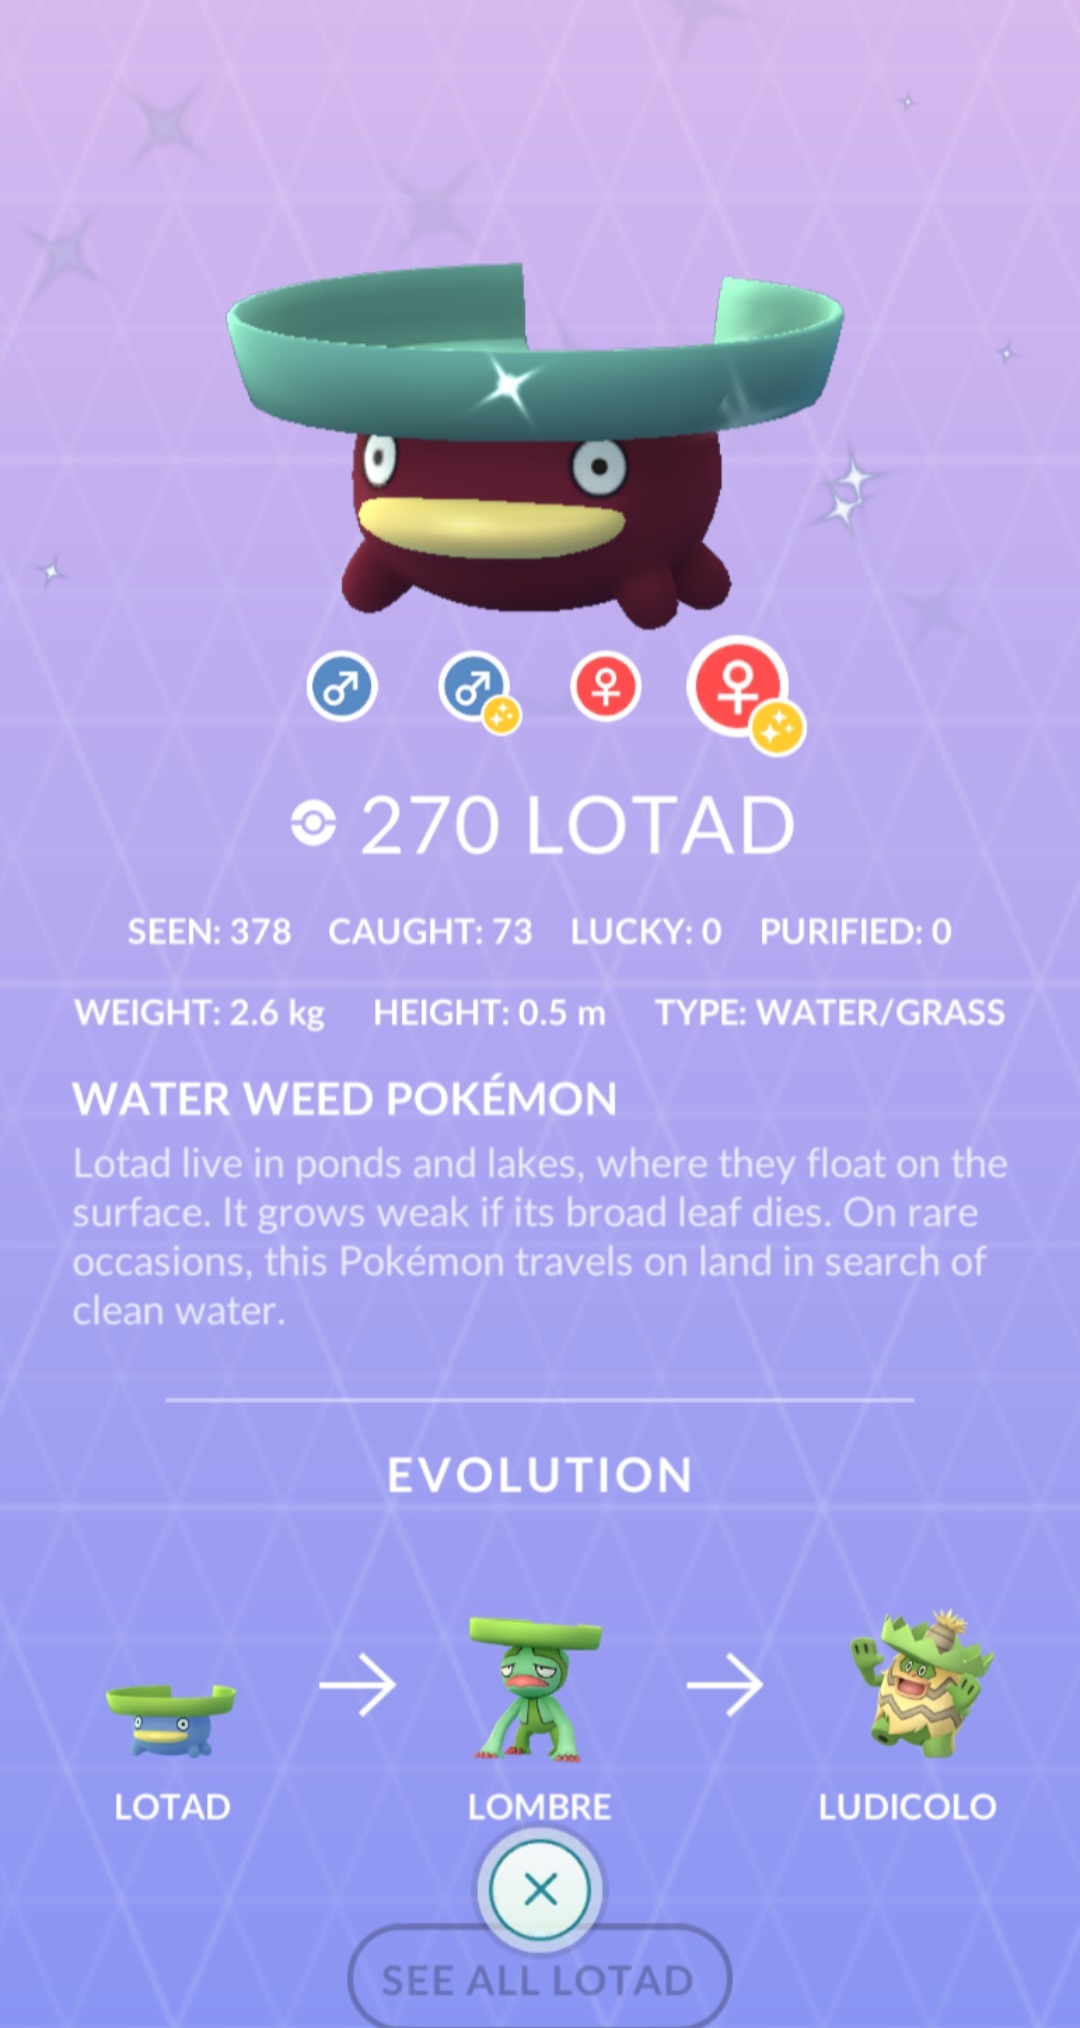 270 LOTAD
SEEN: 378 CAUGHT: 73 LUCKY: 0 PURIFIED: 0
WEIGHT: 2.6 kg HEIGHT: 0.5 m TYPE: WATER/GRASS
WATER WEED POKÉMON
Lotad live in ponds and lakes, where they float on the
surface. It grows weak if its broad leaf dies. On rare
occasions, this Pokémon travels on land in search of
clean water.
EVOLUTION
LOTAD LOMBRE LUDICOLO
SEE ALL LOTAD